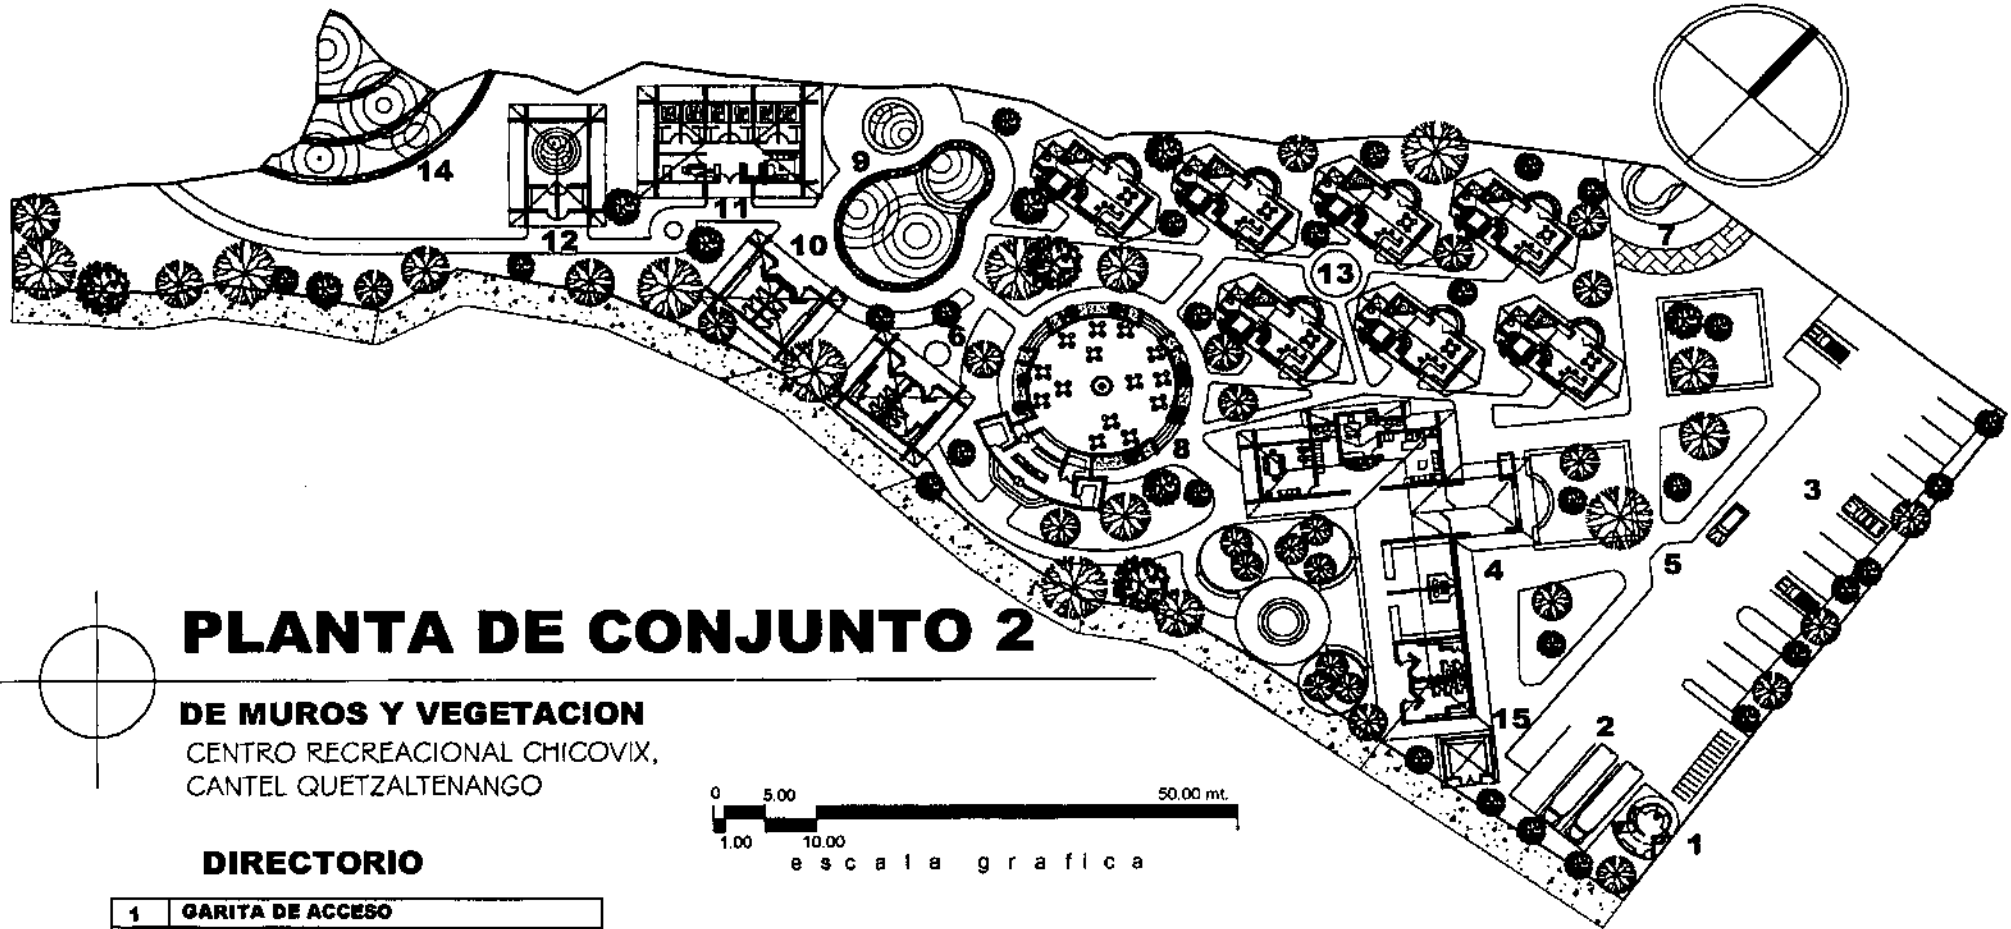 14
12
11
10
9
6
13
7
8
3
4
5
15
2
1
PLANTA DE CONJUNTO 2
DE MUROS Y VEGETACION
CENTRO RECREACIONAL CHICOVIX,
CANTEL QUETZALTENANGO
0 5.00 50.00 mt.
1.00 10.00
escala grafica
DIRECTORIO
1 GARITA DE ACCESO